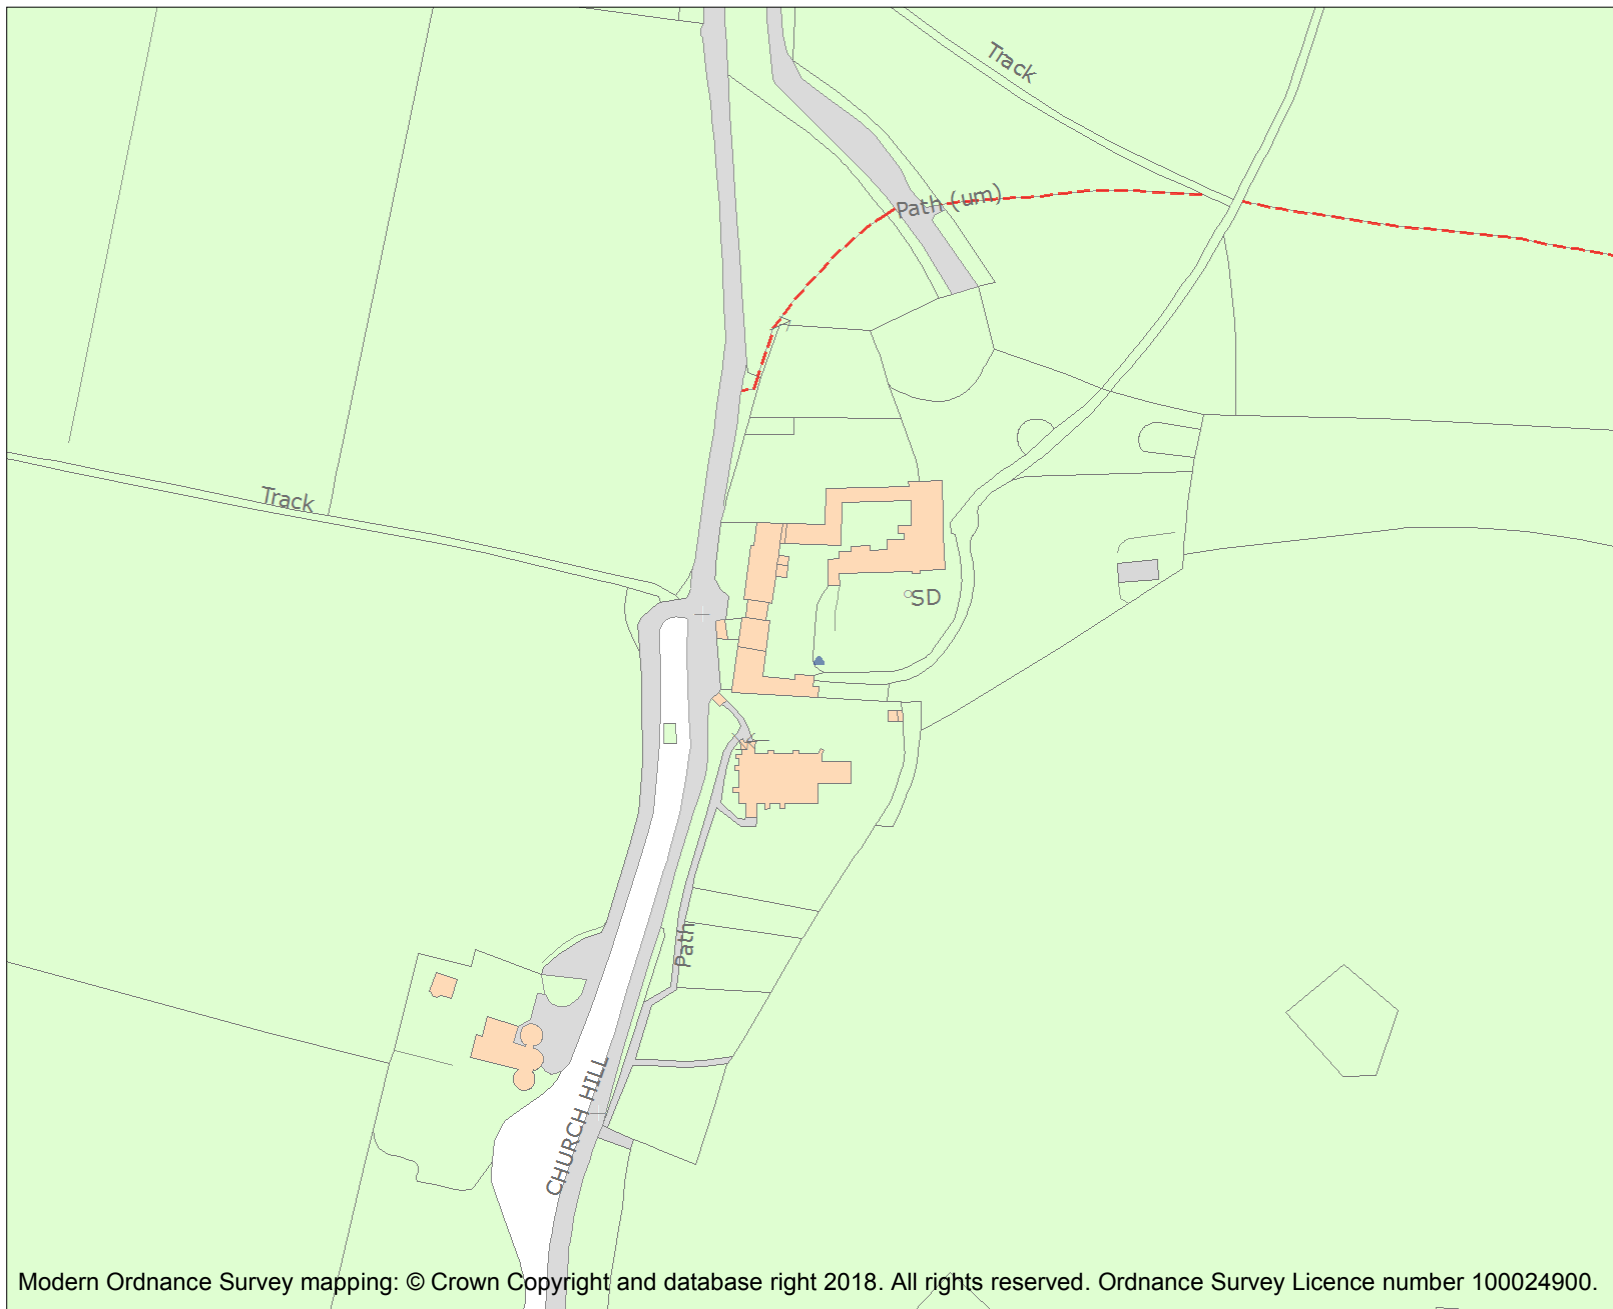 Track
Path (um)
Track
SD
Path
CHURCH HILL
Modern Ordnance Survey mapping: © Crown Copyright and database right 2018. All rights reserved. Ordnance Survey Licence number 100024900.